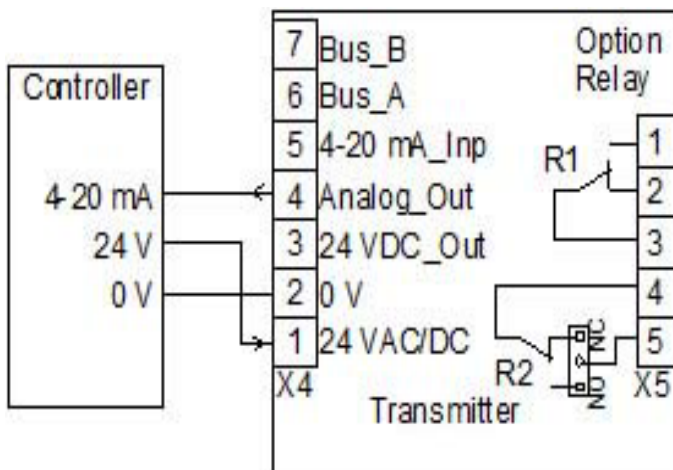 Controller
4-20 mA
24 V
0 V
7 Bus_B
6 Bus_A
5 4-20 mA_Inp
4 Analog_Out
3 24 VDC_Out
2 0 V
1 24 VAC/DC
X4
Option
Relay
R1
1
2
3
4
5
NC
NO
R2
X5
Transmitter